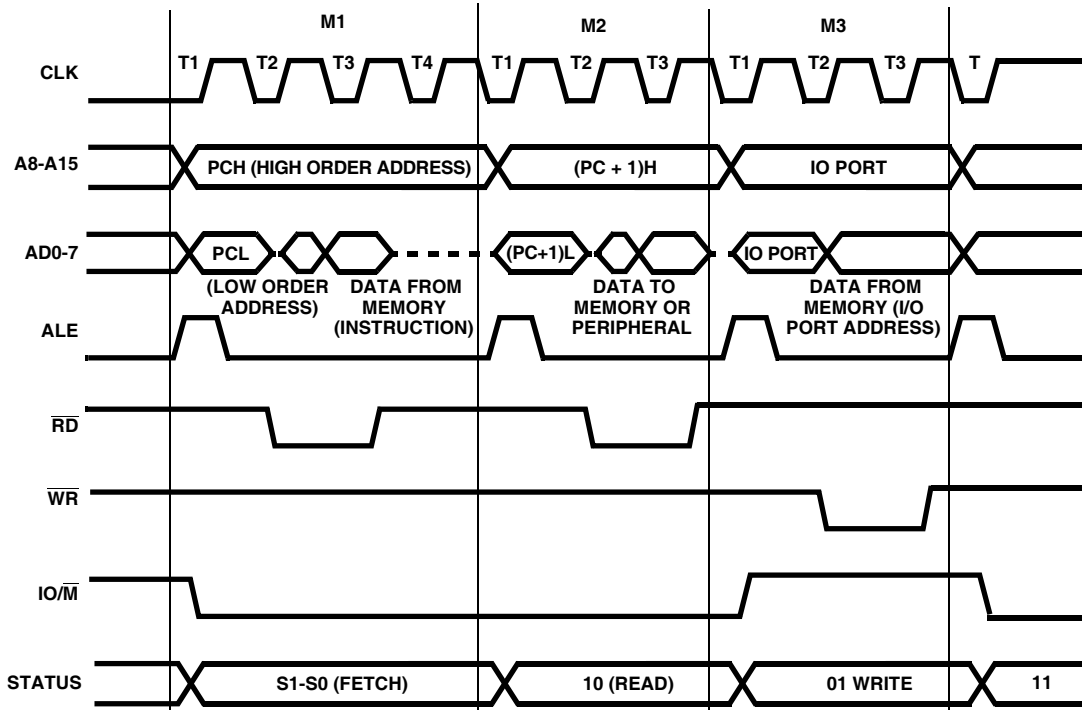 M1 M2 M3
CLK T1 T2 T3 T4 T1 T2 T3 T1 T2 T3 T
A8-A15 PCH (HIGH ORDER ADDRESS) (PC + 1)H IO PORT
AD0-7 PCL (PC+1)L IO PORT
(LOW ORDER
ADDRESS)
DATA FROM
MEMORY
(INSTRUCTION)
DATA TO
MEMORY OR
PERIPHERAL
DATA FROM
MEMORY (I/O
PORT ADDRESS)
ALE
R̅D̅
W̅R̅
IO/M̅
STATUS S1-S0 (FETCH) 10 (READ) 01 WRITE 11